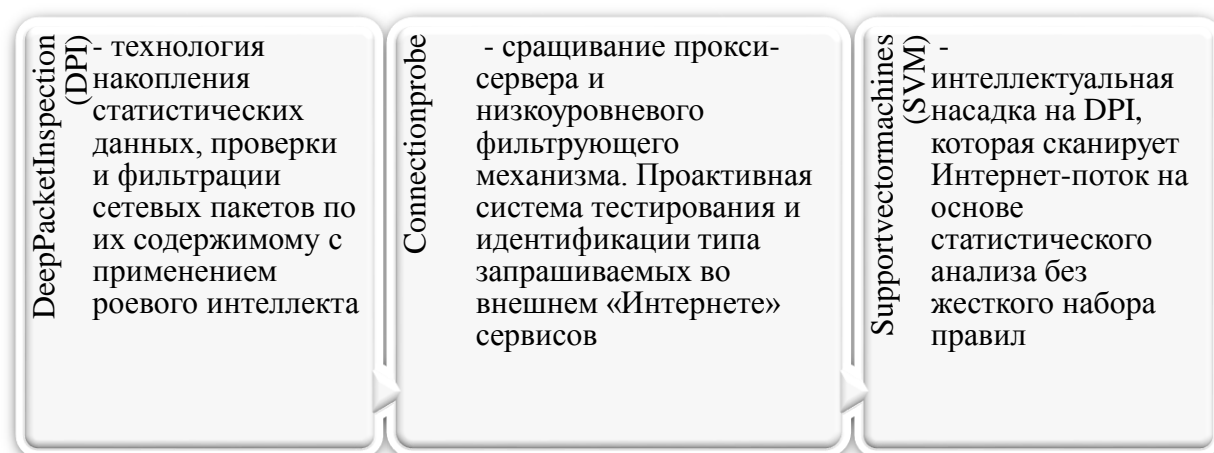 DeepPacketInspection
(DPI)
- технология
накопления
статистических
данных, проверки
и фильтрации
сетевых пакетов по
их содержимому с
применением
роевого интеллекта
Connectionprobe
- сращивание прокси-
сервера и
низкоуровневого
фильтрующего
механизма. Проактивная
система тестирования и
идентификации типа
запрашиваемых во
внешнем «Интернете»
сервисов
Supportvectormachines
(SVM)
-
интеллектуальная
насадка на DPI,
которая сканирует
Интернет-поток на
основе
статистического
анализа без
жесткого набора
правил